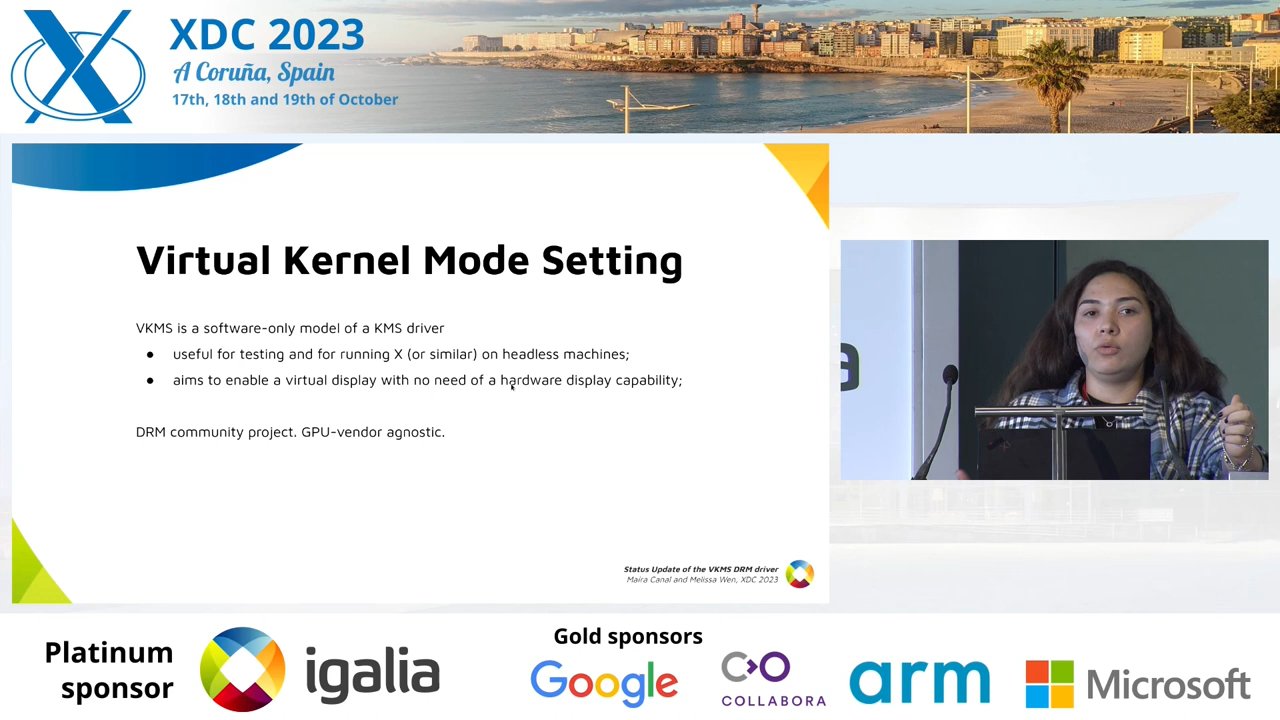 XDC 2023
A Coruña, Spain
17th, 18th and 19th of October
Virtual Kernel Mode Setting
VKMS is a software-only model of a KMS driver
● useful for testing and for running X (or similar) on headless machines;
● aims to enable a virtual display with no need of a hardware display capability;
DRM community project. GPU-vendor agnostic.
Status Update of the VKMS DRM driver
Maíra Canal and Melissa Wen, XDC 2023
a
Platinum
sponsor
igalia
Gold sponsors
Google
COLLABORA
arm
Microsoft